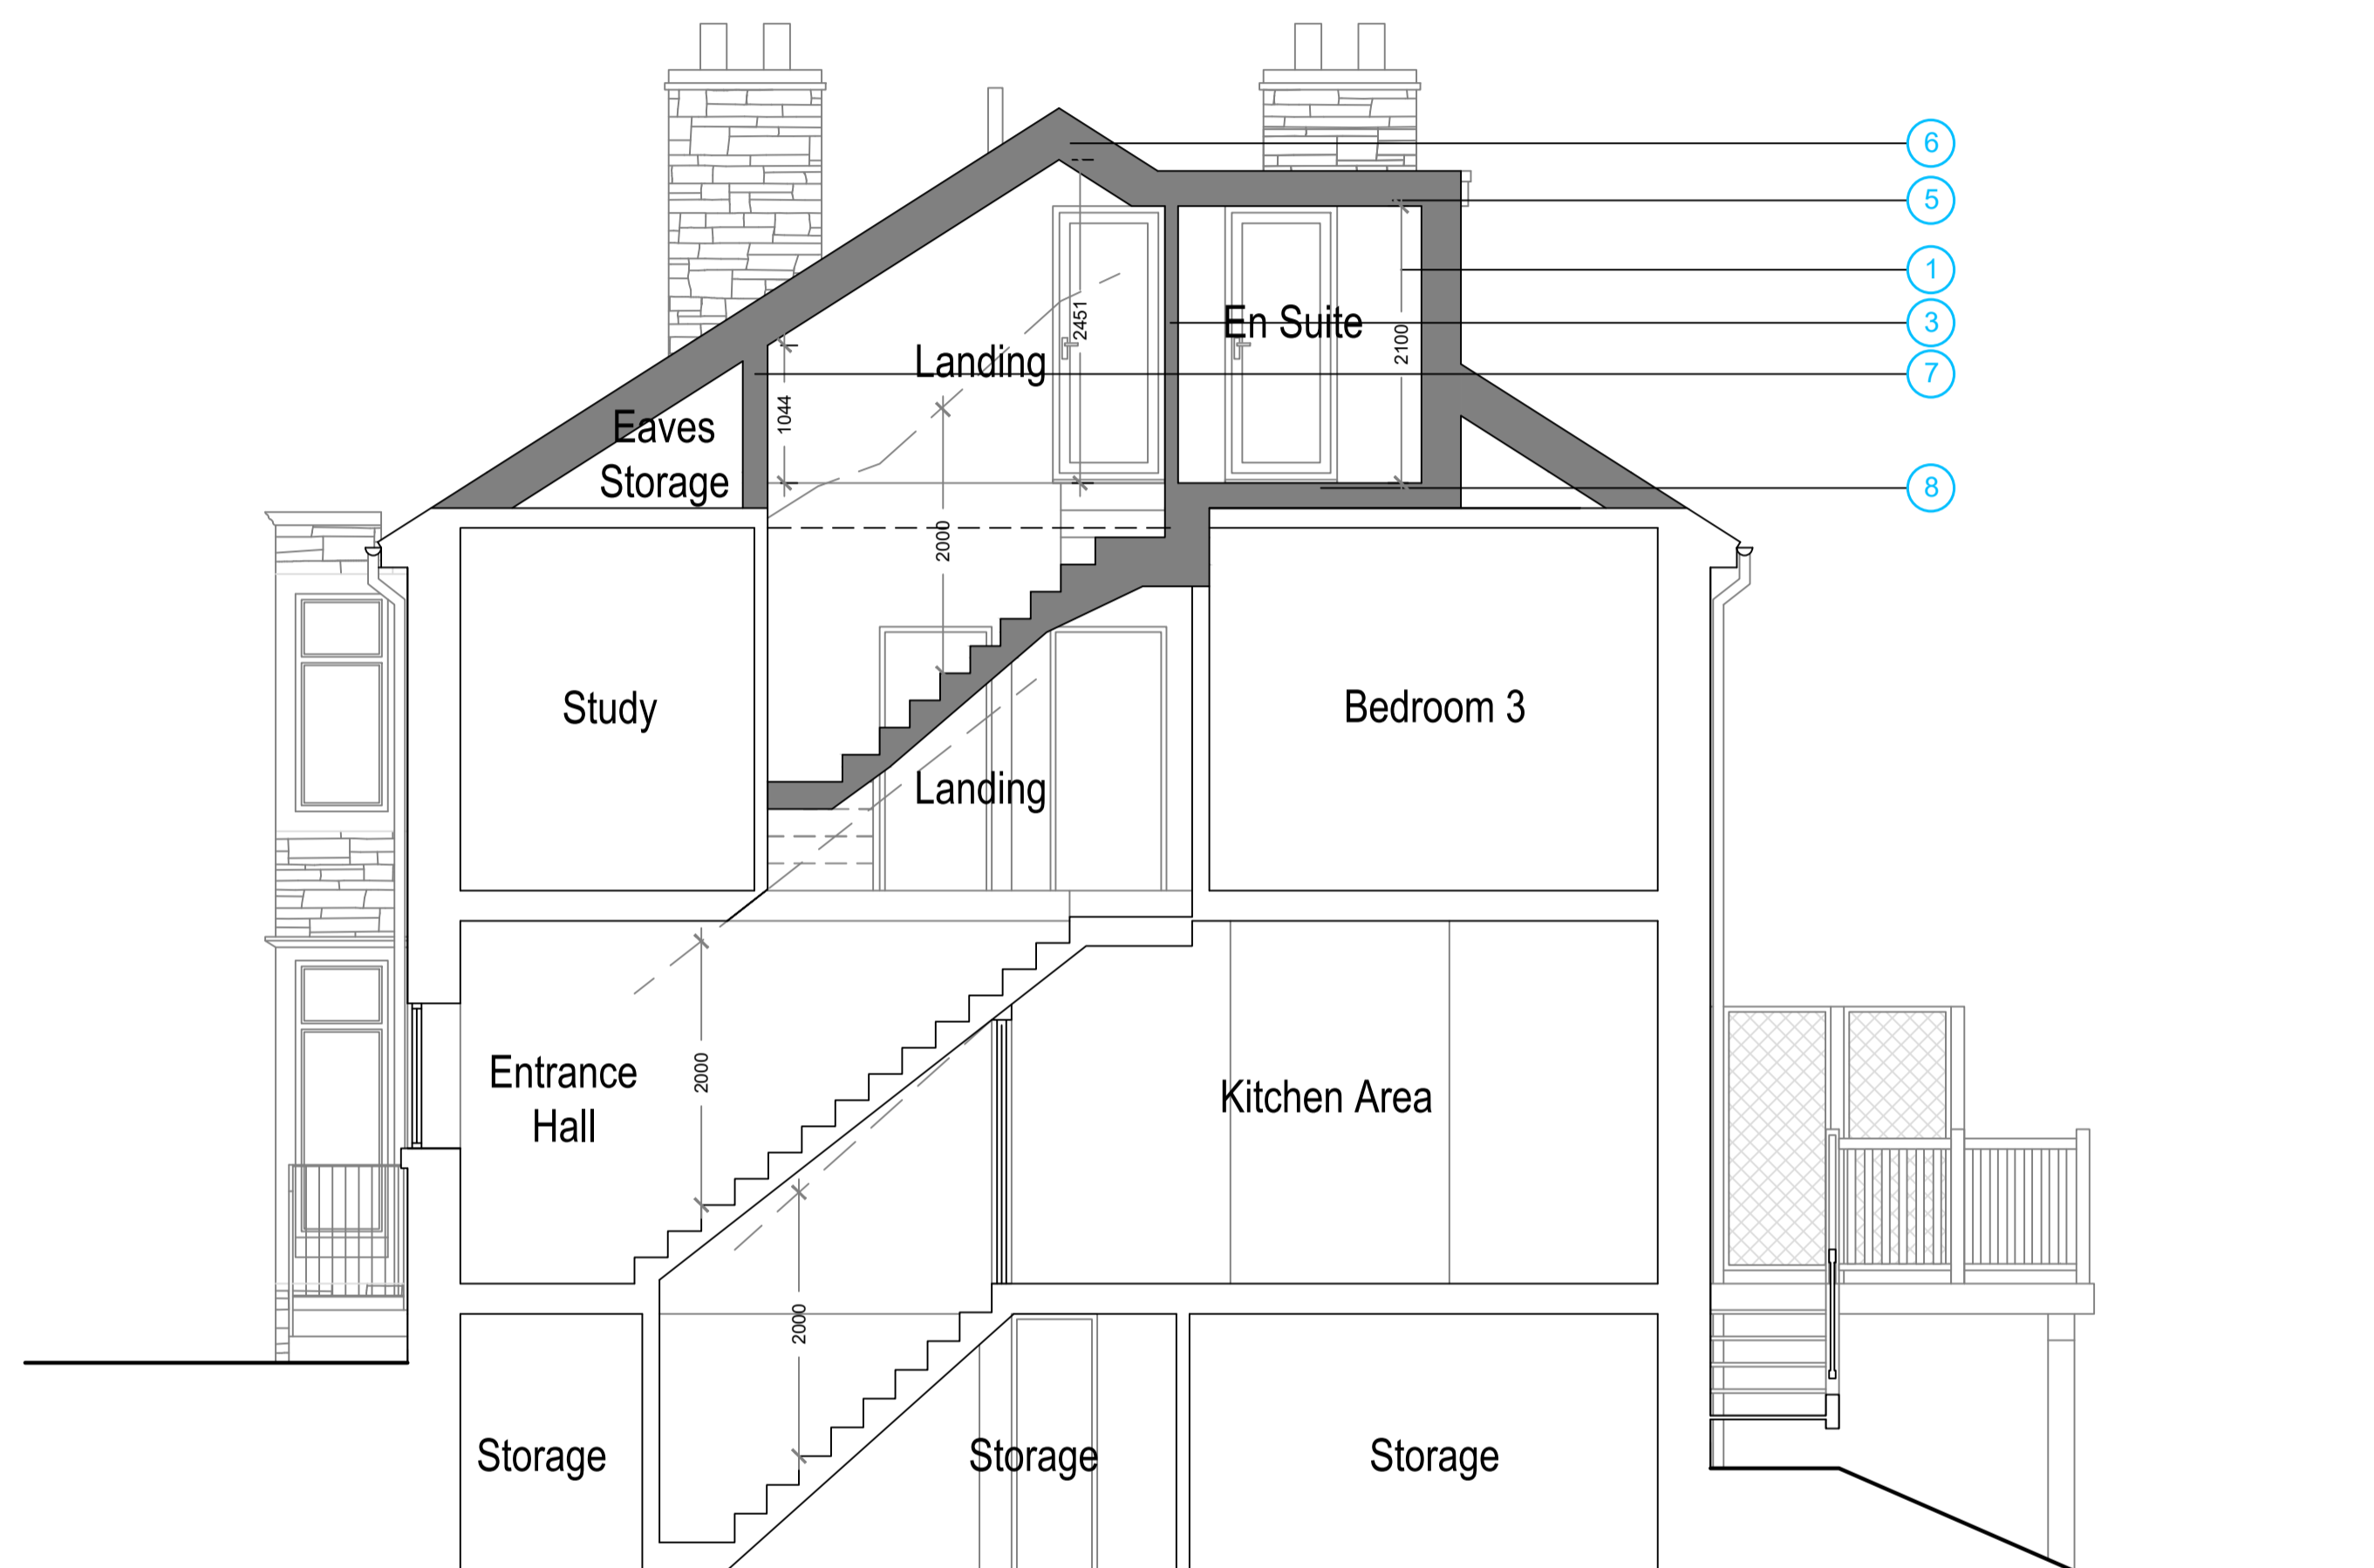 6
5
1
2451
En Suite
3
2100
Landing
7
1044
Eaves
Storage
8
2000
Study
Bedroom 3
Landing
Entrance
Hall
2000
Kitchen Area
2000
Storage
Storage
Storage